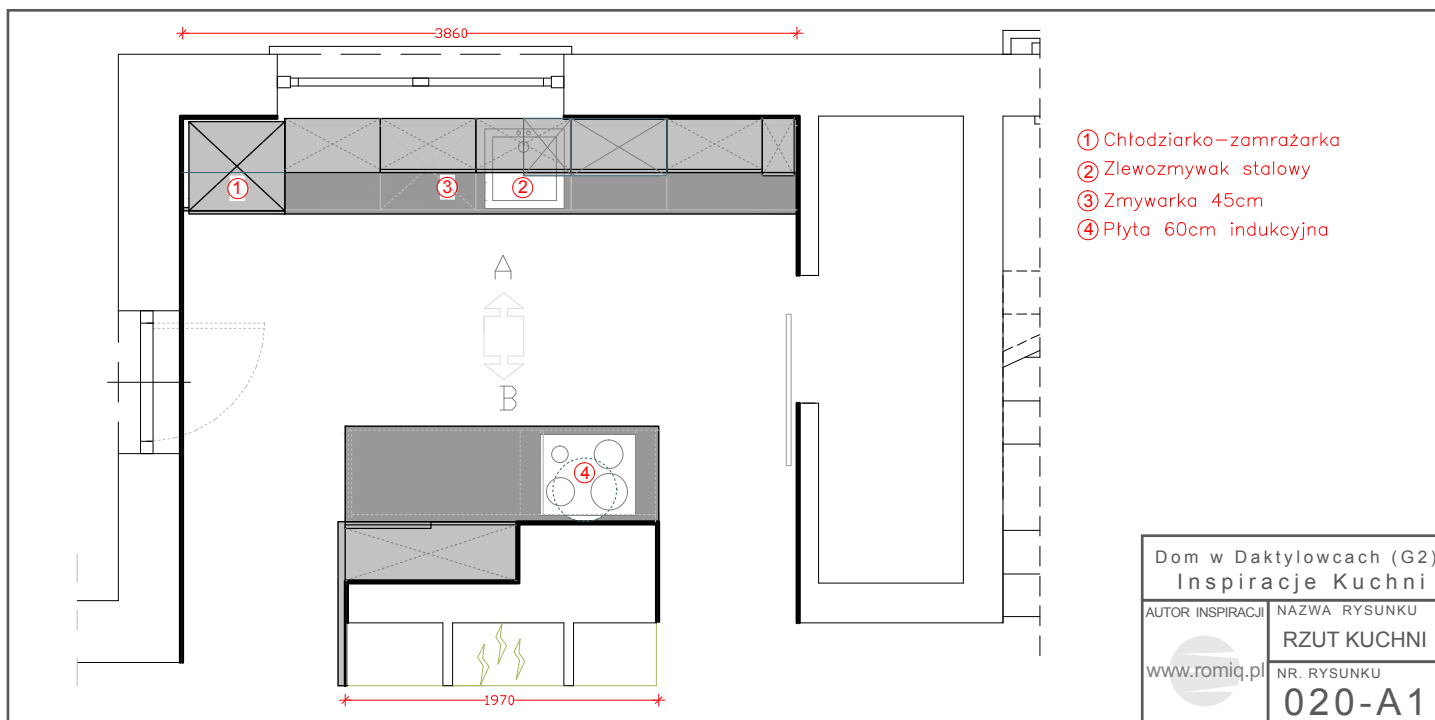 3860
① Chłodziarko-zamrażarka
② Zlewozmywak stalowy
③ Zmywarka 45cm
④ Płyta 60cm indukcyjna
1
3
2
A
B
4
1970
Dom w Daktylowcach (G2)
Inspiracje Kuchni
AUTOR INSPIRACJI
www.romiq.pl
NAZWA RYSUNKU
RZUT KUCHNI
NR. RYSUNKU
020-A1